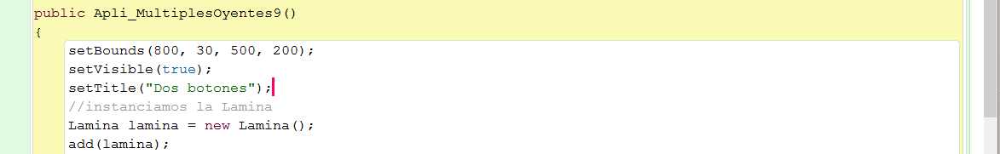 public Apli_MultiplesOyentes9()
{
setBounds(800, 30, 500, 200);
setVisible(true);
setTitle("Dos botones");
//instanciamos la Lamina
Lamina lamina = new Lamina();
add(lamina);